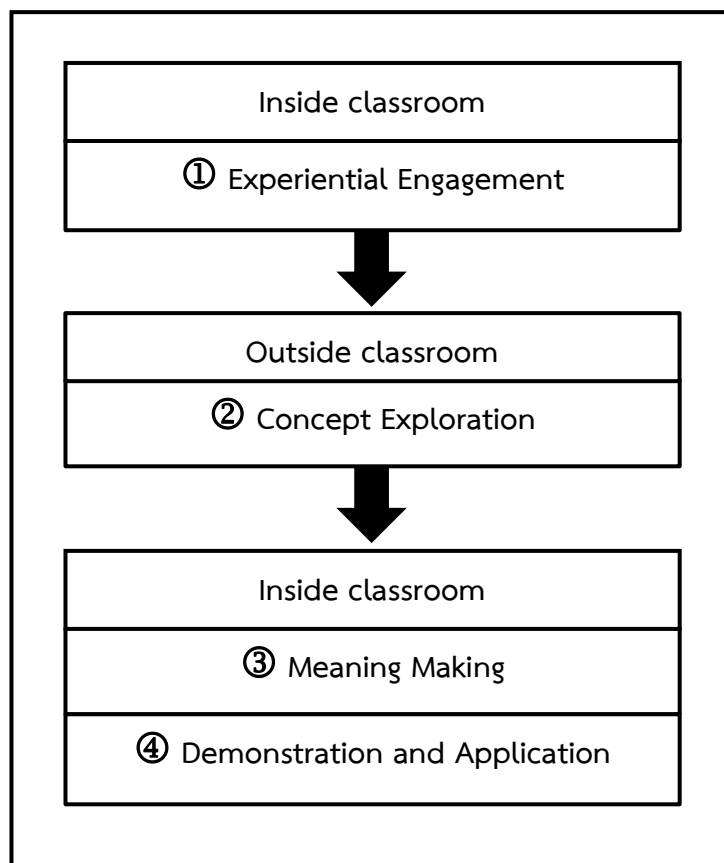 Inside classroom
① Experiential Engagement
Outside classroom
② Concept Exploration
Inside classroom
③ Meaning Making
④ Demonstration and Application